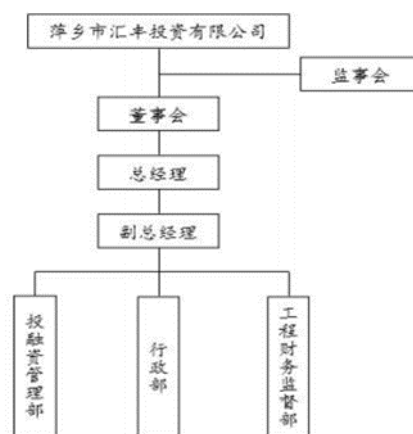 萍乡市汇丰投资有限公司
监事会
董事会
总经理
副总经理
投融资管理部
行政部
工程财务监督部